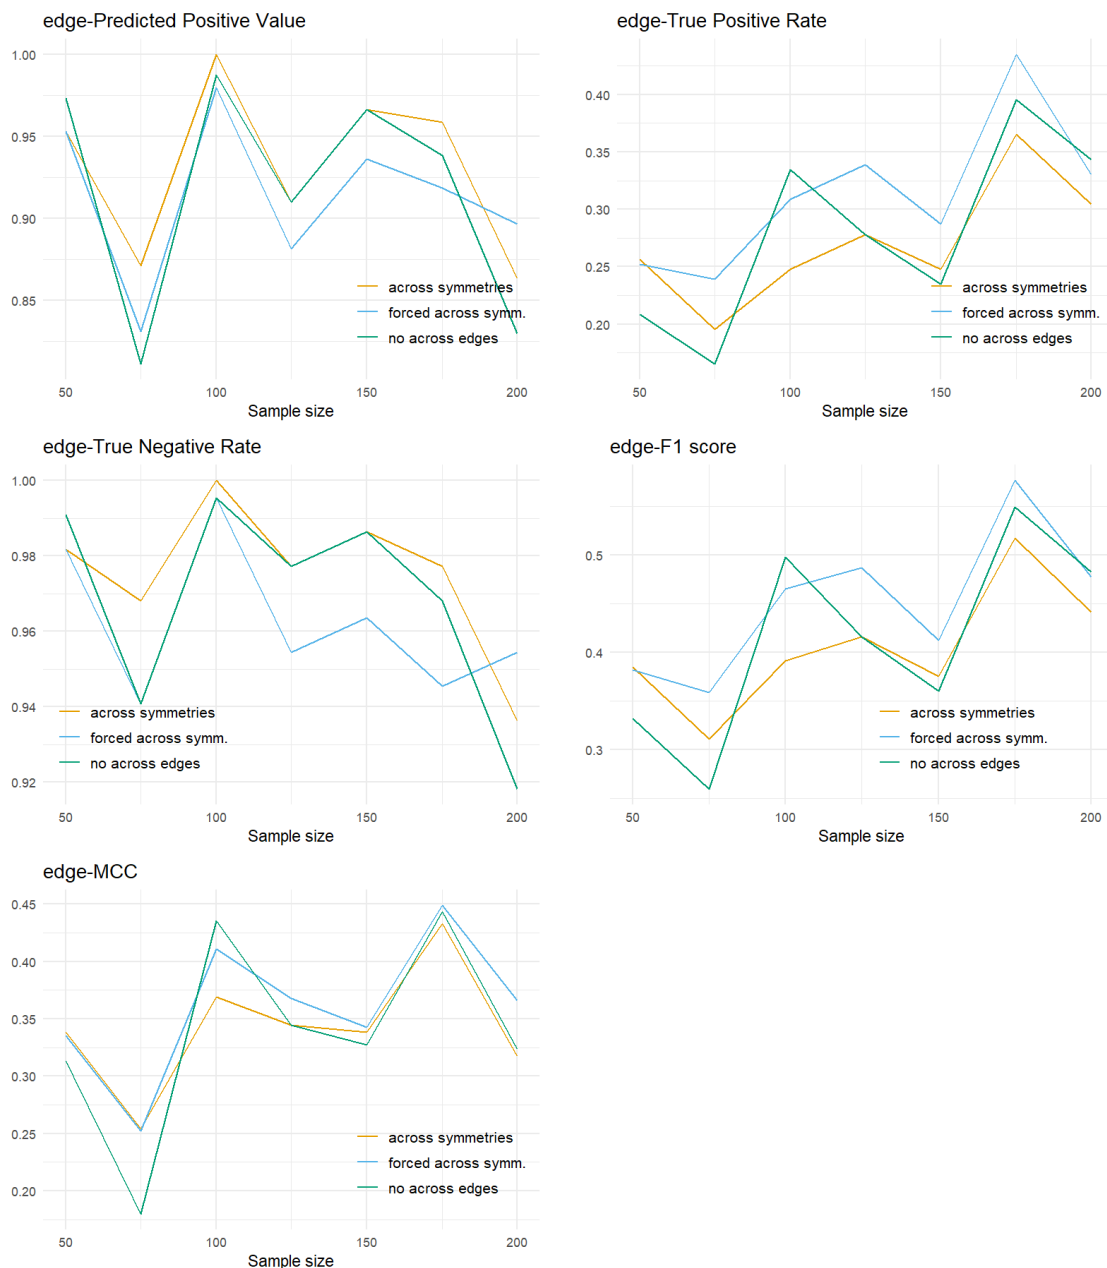 edge-Predicted Positive Value
1.00
0.95
0.90
0.85
across symmetries
forced across symm.
no across edges
50
100
150
200
Sample size
edge-True Positive Rate
0.40
0.35
0.30
0.25
0.20
across symmetries
forced across symm.
no across edges
50
100
150
200
Sample size
edge-True Negative Rate
1.00
0.98
0.96
0.94
0.92
across symmetries
forced across symm.
no across edges
50
100
150
200
Sample size
edge-F1 score
0.5
0.4
0.3
across symmetries
forced across symm.
no across edges
50
100
150
200
Sample size
edge-MCC
0.45
0.40
0.35
0.30
0.25
0.20
across symmetries
forced across symm.
no across edges
50
100
150
200
Sample size